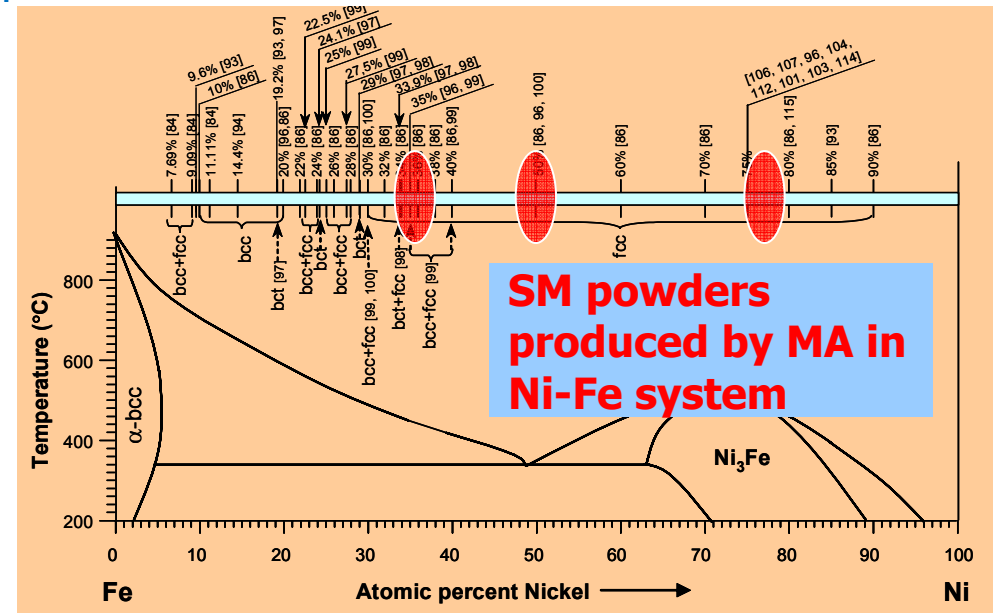 22.5% [99]
24.1% [97]
25% [99]
27.5% [99]
29% [97, 98]
33.9% [97, 98]
35% [96, 99]
9.6% [93]
10% [86]
[106, 107, 96, 104,
112, 101, 103, 114]
7.69% [84]
9.09% [84]
11.11% [84]
14.4% [94]
19.2% [93, 97]
20% [96,86]
22% [86]
24% [86]
26% [86]
28% [86]
30% [86,100]
32% [86]
[86]
[86]
38% [86]
40% [86,99]
50% [86, 96, 100]
60% [86]
70% [86]
75%
80% [86, 115]
85% [93]
90% [86]
bcc+fcc
bcc
bct [97]
bcc+fcc
bct
bcc+fcc
bct
bcc+fcc [99, 100]
bct+fcc [98]
bcc+fcc [99]
fcc
SM powders
produced by MA in
Ni-Fe system
Temperature (°C)
800
600
400
200
α-bcc
Ni₃Fe
0 10 20 30 40 50 60 70 80 90 100
Fe Atomic percent Nickel Ni